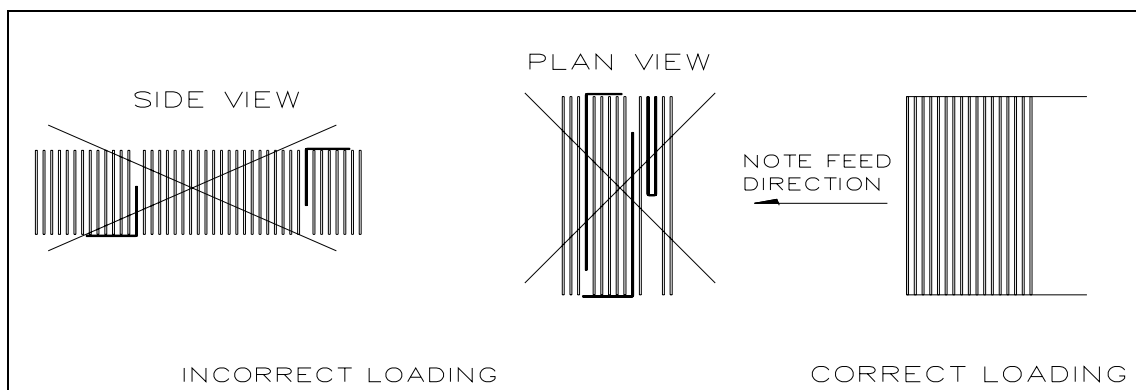 PLAN VIEW
SIDE VIEW
NOTE FEED
DIRECTION
INCORRECT LOADING
CORRECT LOADING